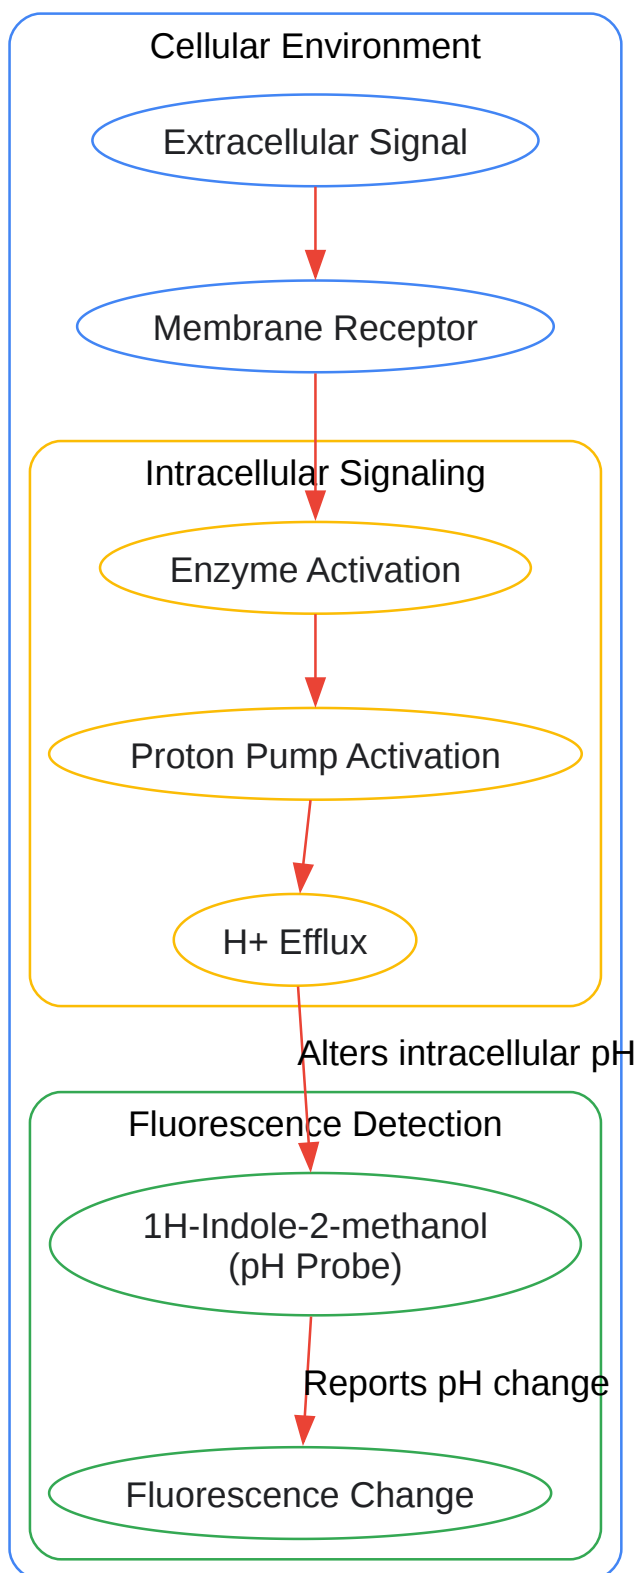 Cellular Environment
Extracellular Signal
Membrane Receptor
Intracellular Signaling
Enzyme Activation
Proton Pump Activation
H+ Efflux
Alters intracellular pH
Fluorescence Detection
1H-Indole-2-methanol
(pH Probe)
Reports pH change
Fluorescence Change